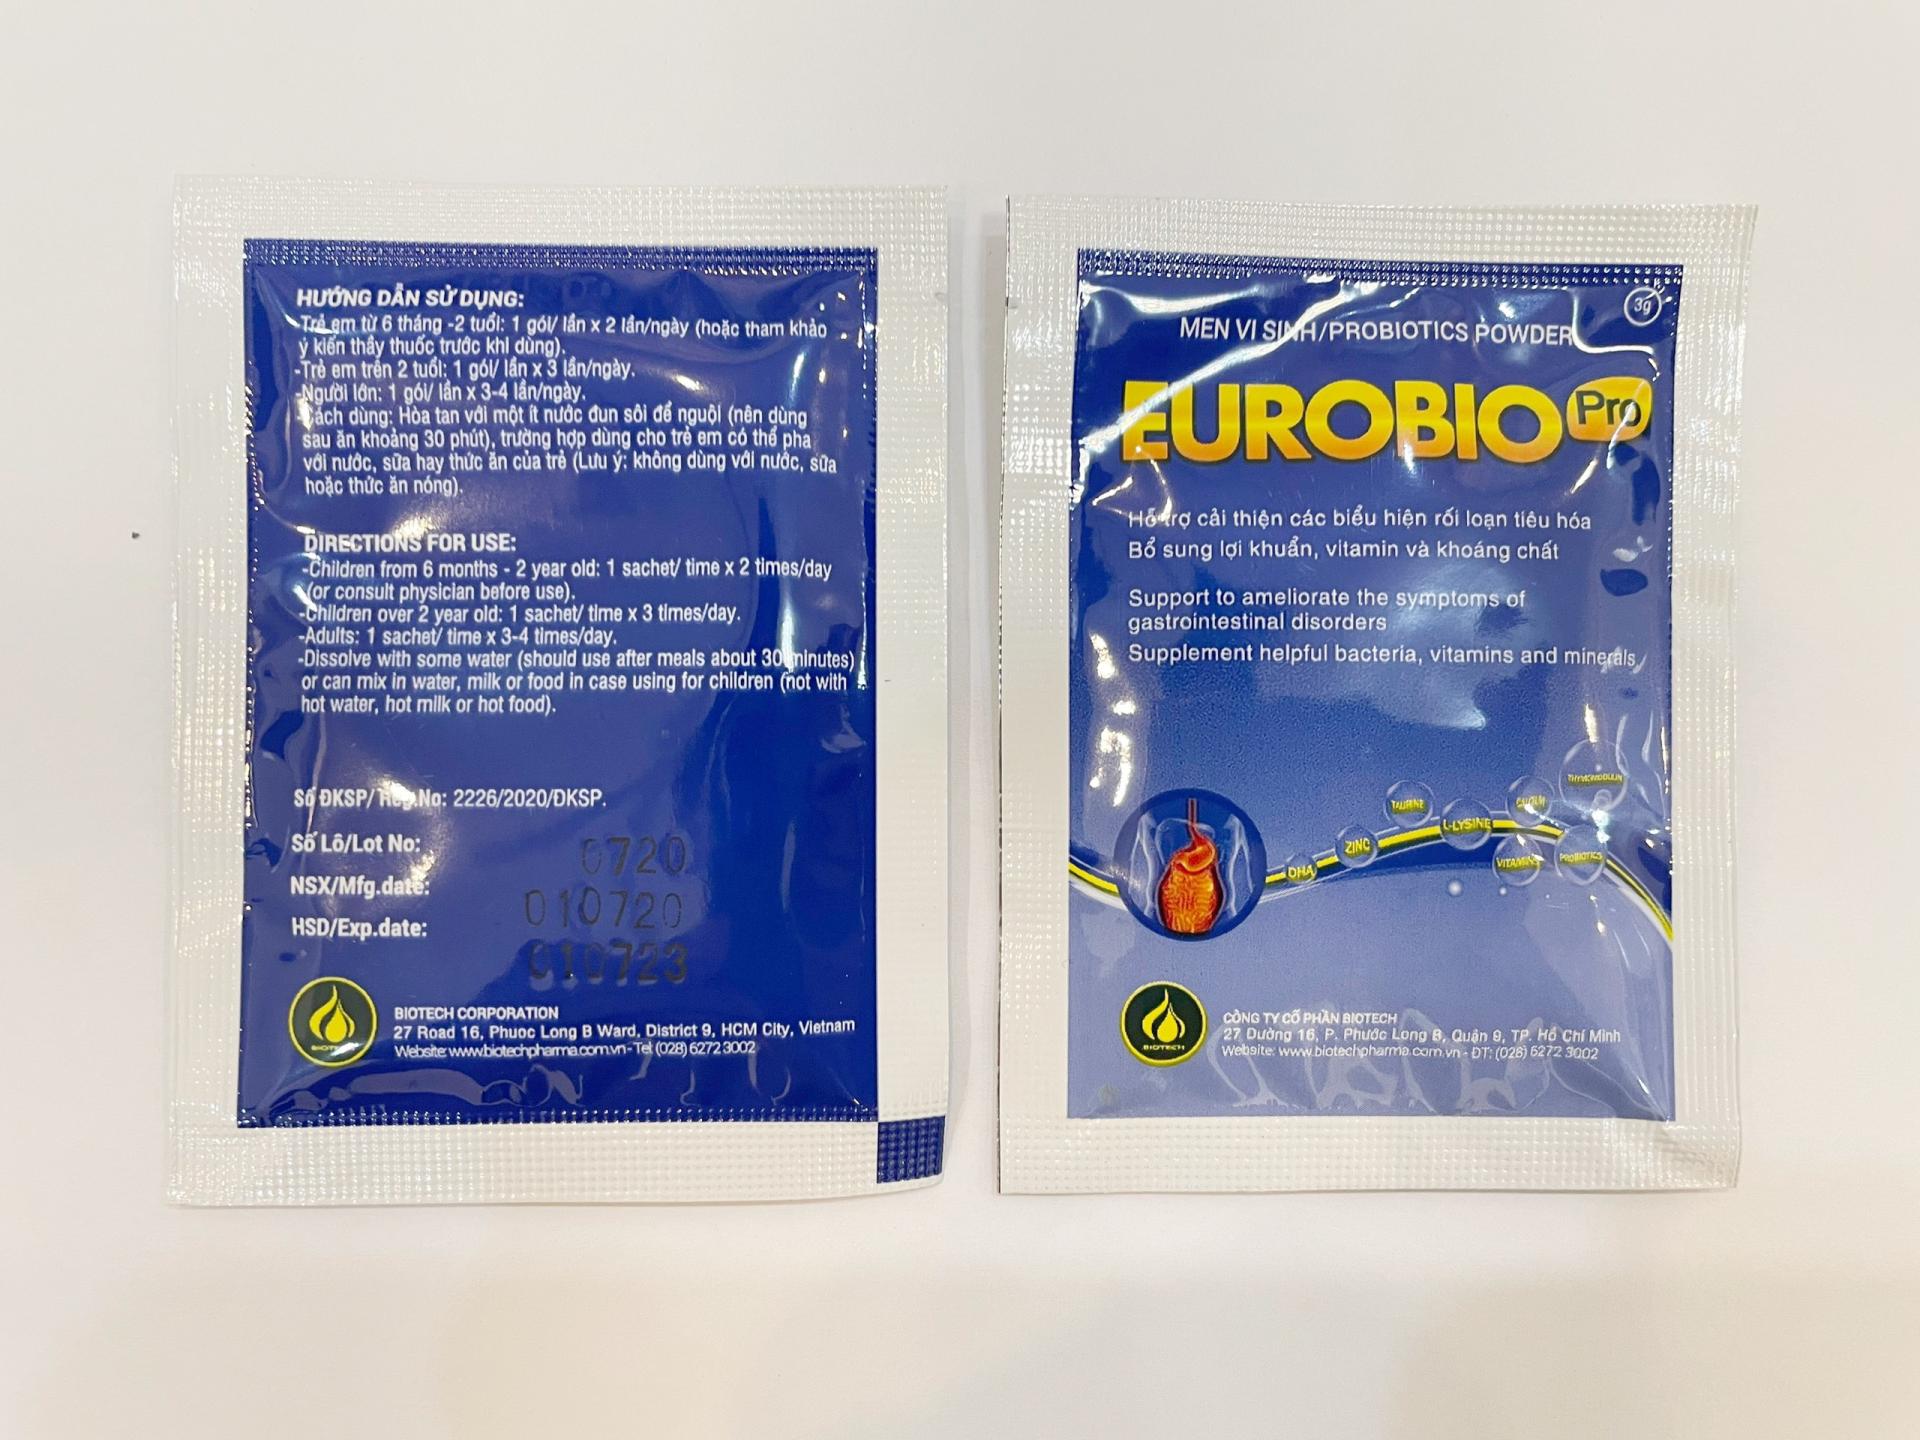 HƯỚNG DẪN SỬ DỤNG:
-Trẻ em từ 6 tháng -2 tuổi: 1 gói/ lần x 2 lần/ngày (hoặc tham khảo
ý kiến thầy thuốc trước khi dùng).
-Trẻ em trên 2 tuổi: 1 gói/ lần x 3 lần/ngày.
-Người lớn: 1 gói/ lần x 3-4 lần/ngày.
-Cách dùng: Hòa tan với một ít nước đun sôi để nguội (nên dùng
sau ăn khoảng 30 phút), trường hợp dùng cho trẻ em có thể pha
với nước, sữa hay thức ăn của trẻ (Lưu ý: không dùng với nước, sữa
hoặc thức ăn nóng).
DIRECTIONS FOR USE:
-Children from 6 months - 2 year old: 1 sachet/ time x 2 times/day
(or consult physician before use).
-Children over 2 year old: 1 sachet/ time x 3 times/day.
-Adults: 1 sachet/ time x 3-4 times/day.
-Dissolve with some water (should use after meals about 30 minutes)
or can mix in water, milk or food in case using for children (not with
hot water, hot milk or hot food).
Số ĐKSP/ Reg.No: 2226/2020/ĐKSP.
Số Lô/Lot No: 0720
NSX/Mfg.date: 010720
HSD/Exp.date: 010723
BIOTECH
BIOTECH CORPORATION
27 Road 16, Phuoc Long B Ward, District 9, HCM City, Vietnam
Website: www.biotechpharma.com.vn - Tel: (028) 6272 3002
3g
MEN VI SINH/PROBIOTICS POWDER
EUROBIO Pro
Hỗ trợ cải thiện các biểu hiện rối loạn tiêu hóa
Bổ sung lợi khuẩn, vitamin và khoáng chất
Support to ameliorate the symptoms of
gastrointestinal disorders
Supplement helpful bacteria, vitamins and minerals
THYMOMODULIN
TAURINE
CALCIUM
L-LYSINE
ZINC
DHA
VITAMINS
PROBIOTICS
BIOTECH
CÔNG TY CỔ PHẦN BIOTECH
27 Đường 16, P. Phước Long B, Quận 9, TP. Hồ Chí Minh
Website: www.biotechpharma.com.vn - ĐT: (028) 6272 3002